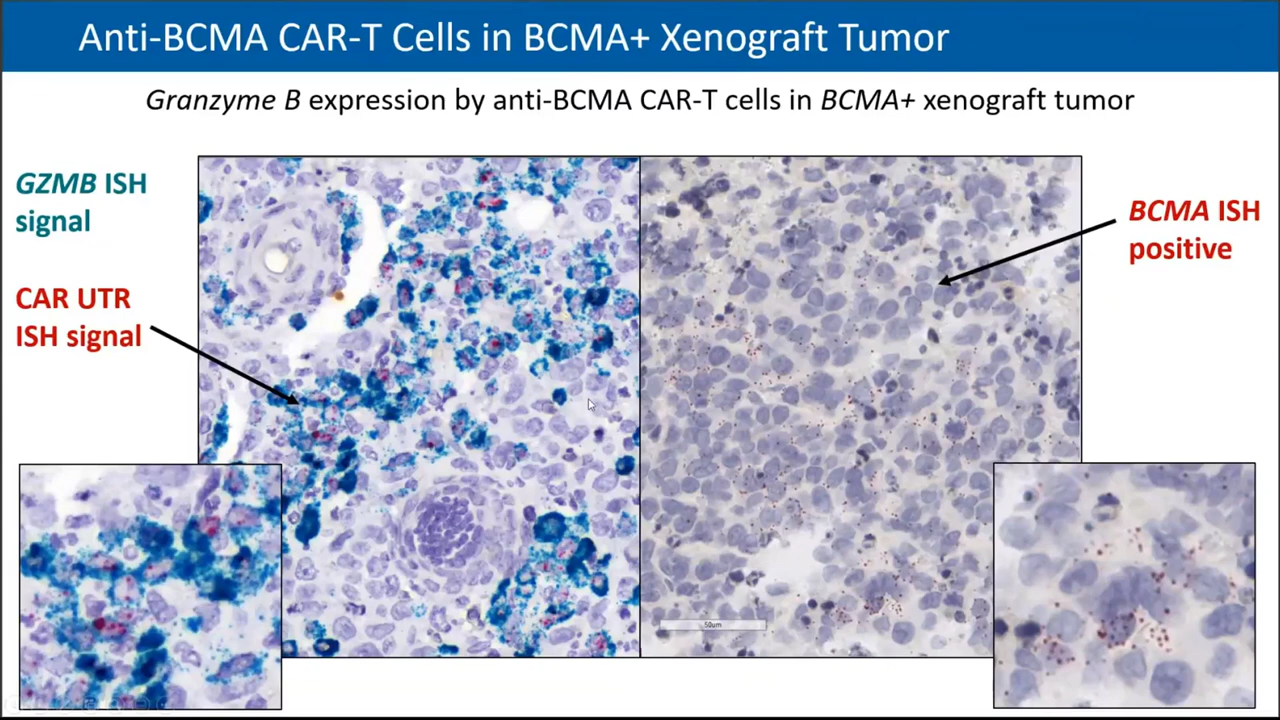 Anti-BCMA CAR-T Cells in BCMA+ Xenograft Tumor
Granzyme B expression by anti-BCMA CAR-T cells in BCMA+ xenograft tumor
GZMB ISH
signal
CAR UTR
ISH signal
BCMA ISH
positive
50um